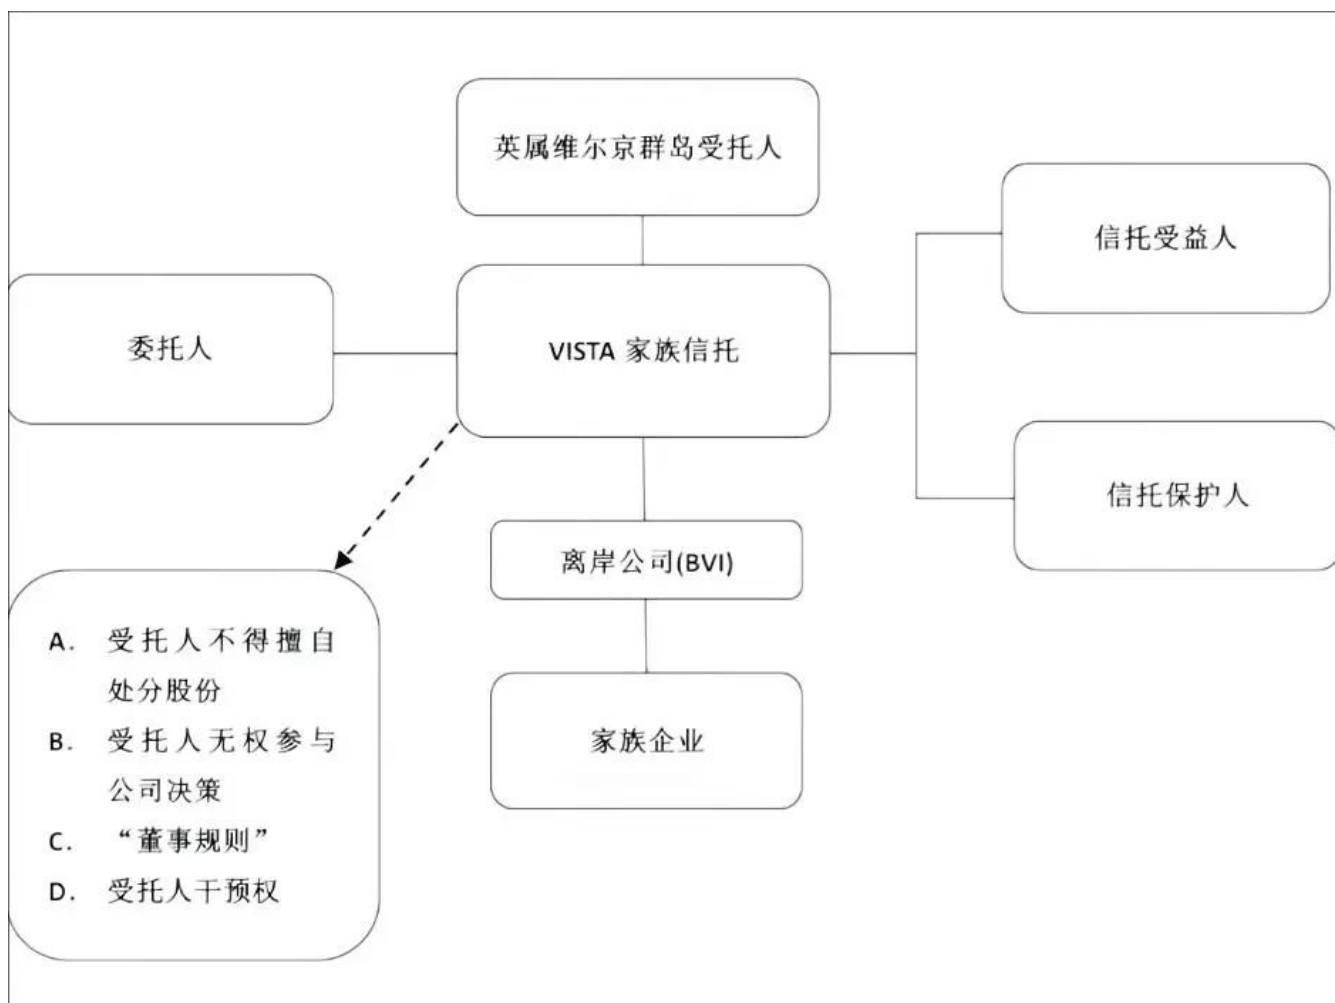 英属维尔京群岛受托人
信托受益人
委托人
VISTA 家族信托
信托保护人
离岸公司(BVI)
A. 受托人不得擅自
处分股份
B. 受托人无权参与
公司决策
C. “董事规则”
D. 受托人干预权
家族企业